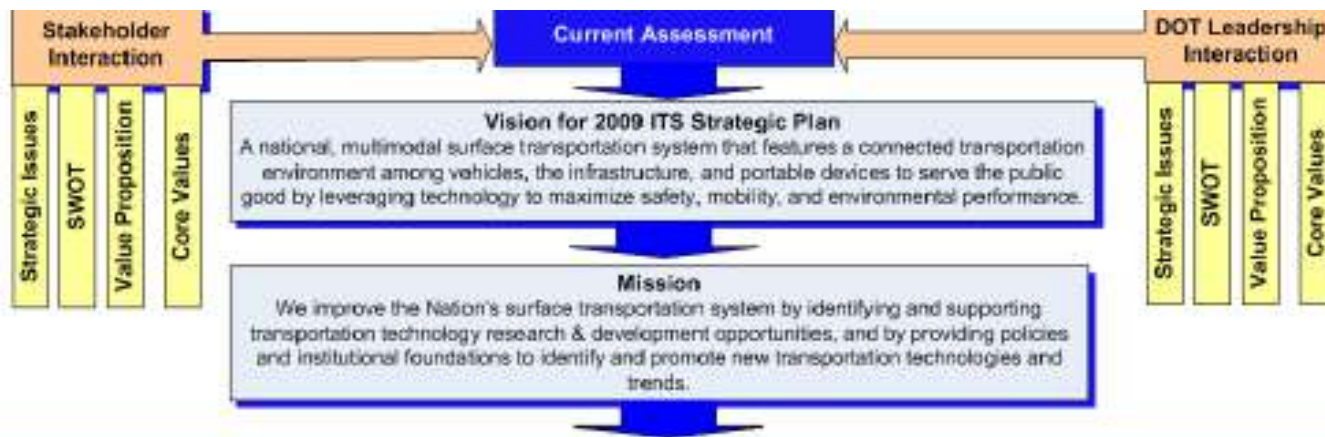 Stakeholder
Interaction
Current Assessment
DOT Leadership
Interaction
Strategic Issues
SWOT
Value Proposition
Core Values
Vision for 2009 ITS Strategic Plan
A national, multimodal surface transportation system that features a connected transportation
environment among vehicles, the infrastructure, and portable devices to serve the public
good by leveraging technology to maximize safety, mobility, and environmental performance.
Mission
We improve the Nation's surface transportation system by identifying and supporting
transportation technology research & development opportunities, and by providing policies
and institutional foundations to identify and promote new transportation technologies and
trends.
Strategic Issues
SWOT
Value Proposition
Core Values